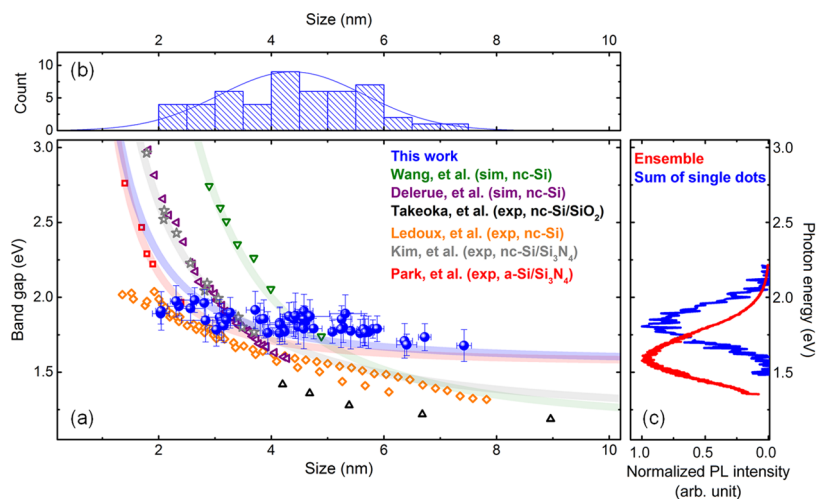 Size (nm)
2 4 6 8 10
10
5
0
Count
(b)
3.0
2.5
2.0
1.5
Band gap (eV)
This work
Wang, et al. (sim, nc-Si)
Delerue, et al. (sim, nc-Si)
Takeoka, et al. (exp, nc-Si/SiO2)
Ledoux, et al. (exp, nc-Si)
Kim, et al. (exp, nc-Si/Si3N4)
Park, et al. (exp, a-Si/Si3N4)
(a)
2 4 6 8 10
Size (nm)
Ensemble
Sum of single dots
3.0
2.5
2.0
1.5
Photon energy (eV)
(c)
1.0 0.5 0.0
Normalized PL intensity
(arb. unit)